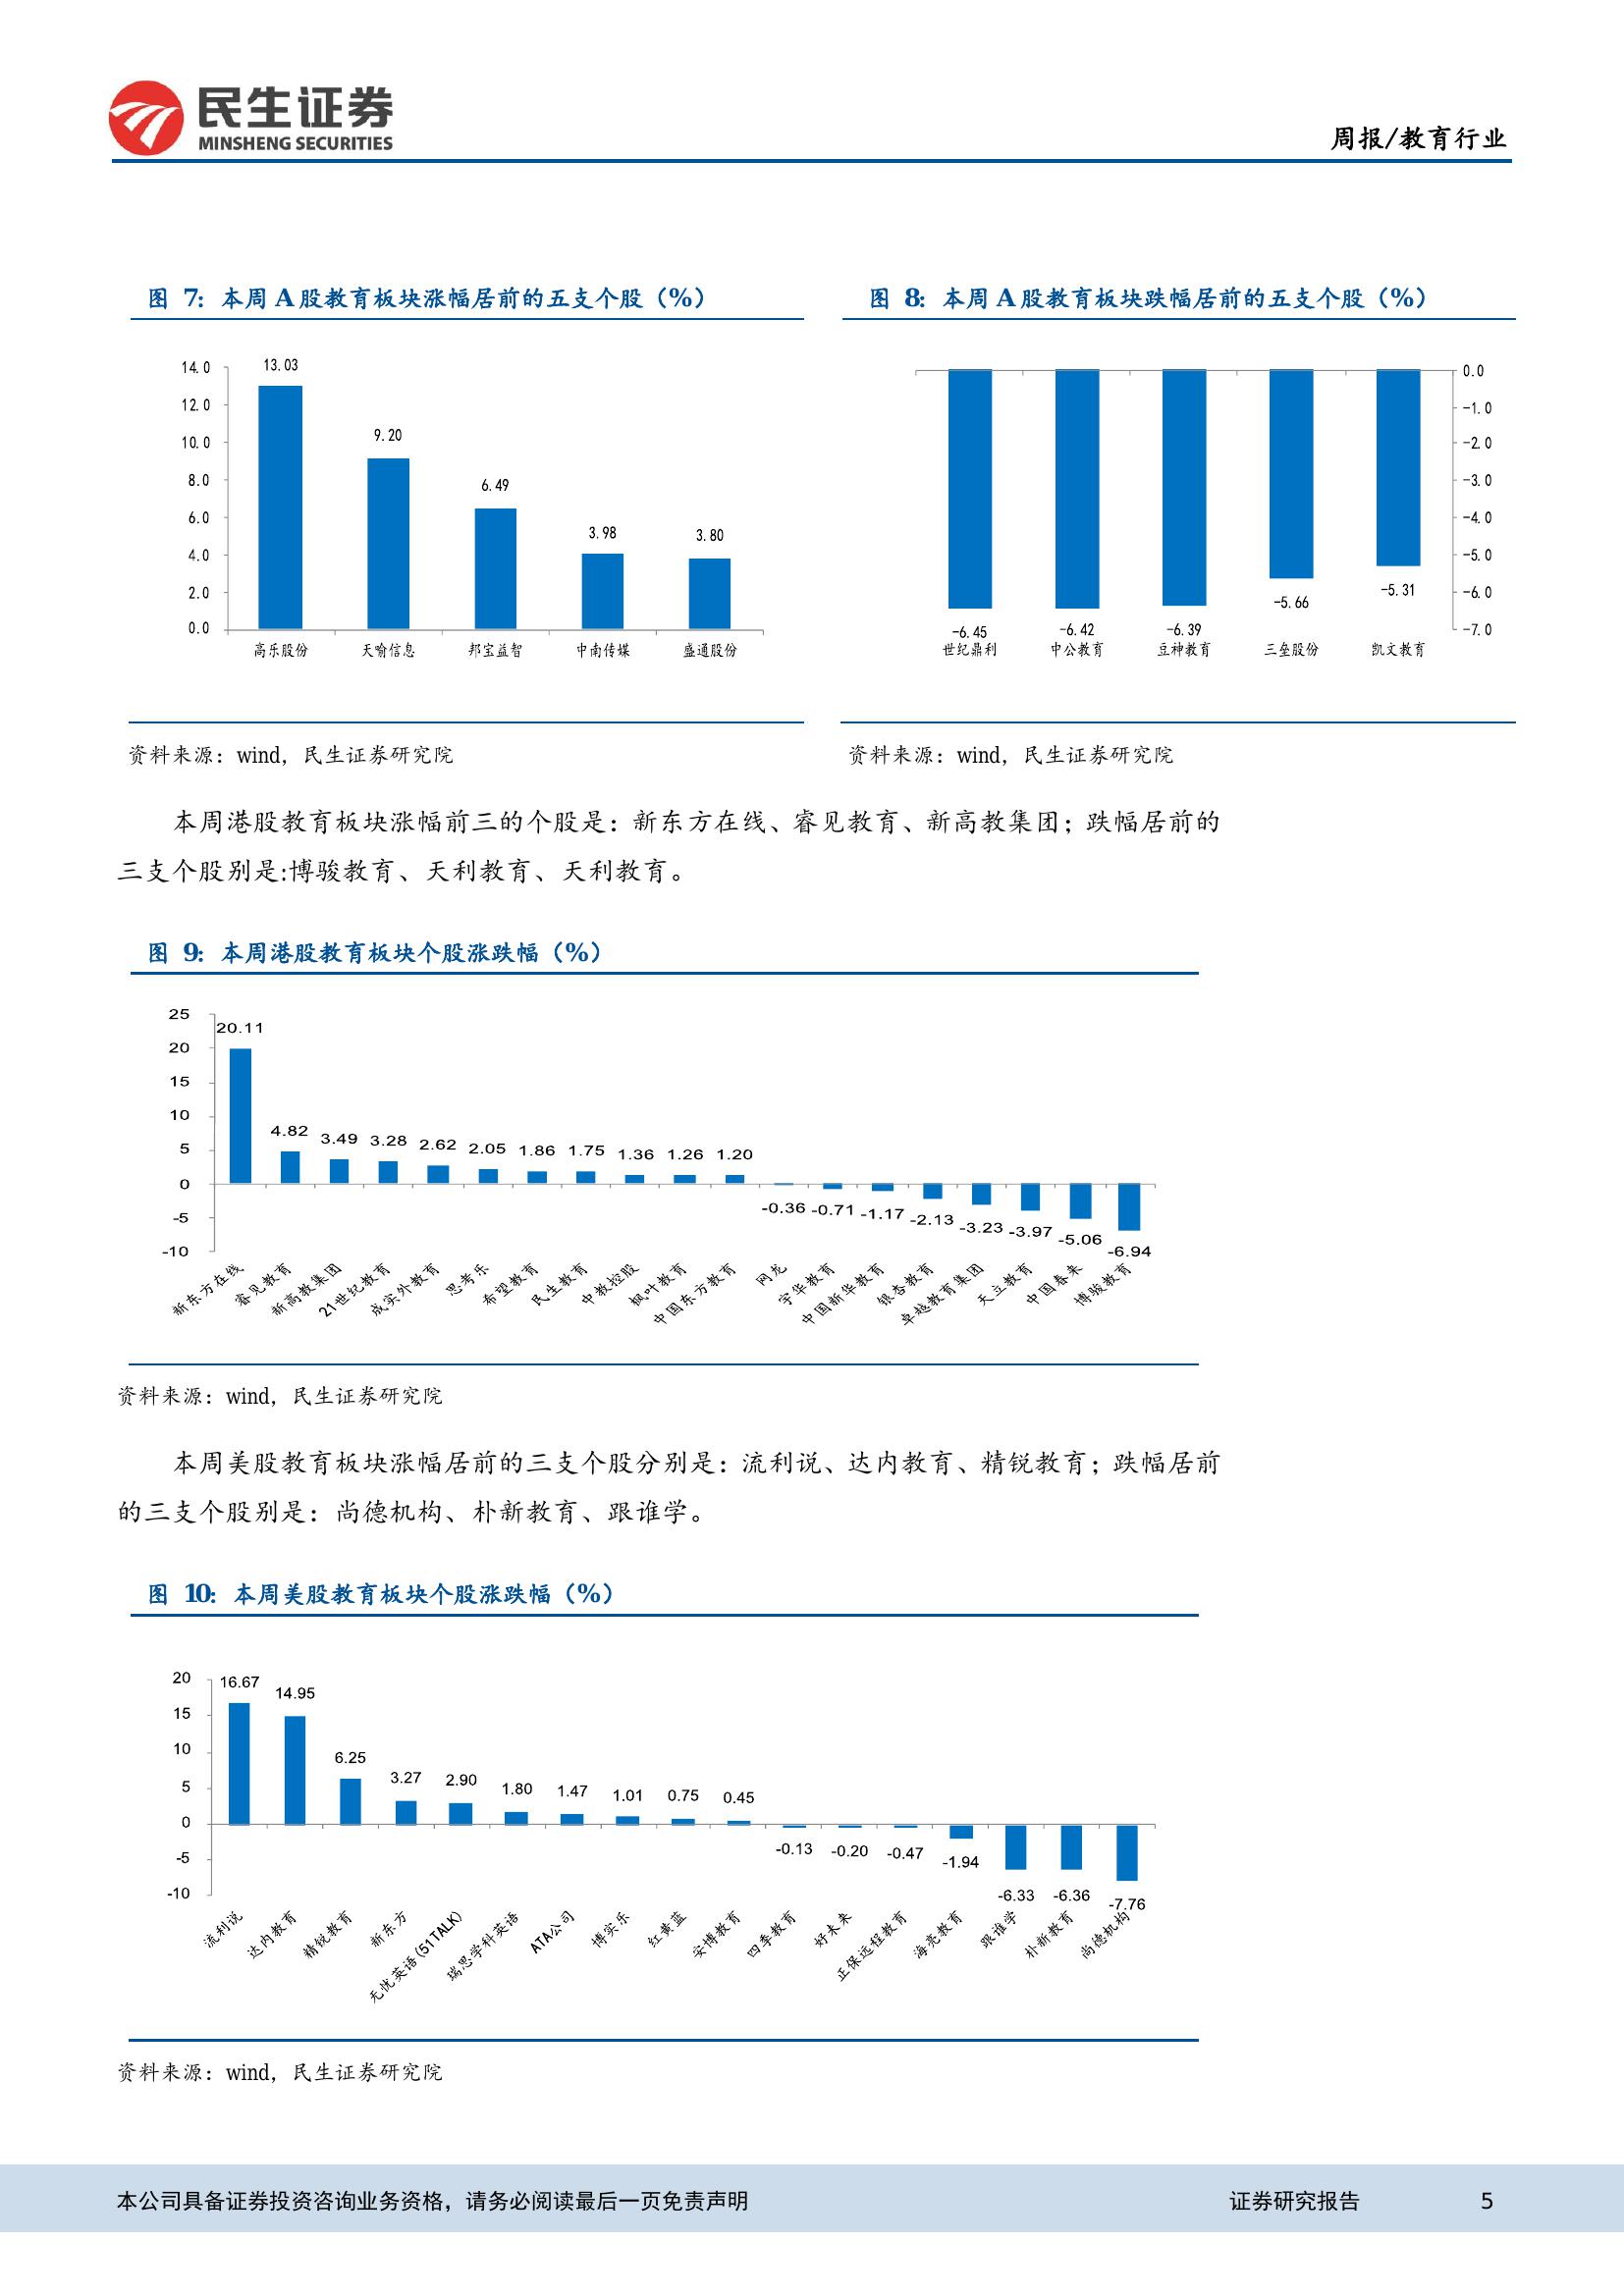 民生证券
MINSHENG SECURITIES
周报/教育行业
图 7：本周 A 股教育板块涨幅居前的五支个股（%）
14.0
12.0
10.0
8.0
6.0
4.0
2.0
0.0
13.03
9.20
6.49
3.98
3.80
高乐股份 天喻信息 邦宝益智 中南传媒 盛通股份
资料来源：wind，民生证券研究院
图 8：本周 A 股教育板块跌幅居前的五支个股（%）
0.0
-1.0
-2.0
-3.0
-4.0
-5.0
-6.0
-7.0
-6.45
-6.42
-6.39
-5.66
-5.31
世纪鼎利 中公教育 豆神教育 三垒股份 凯文教育
资料来源：wind，民生证券研究院
本周港股教育板块涨幅前三的个股是：新东方在线、睿见教育、新高教集团；跌幅居前的
三支个股别是:博骏教育、天利教育、天利教育。
图 9：本周港股教育板块个股涨跌幅（%）
25
20
15
10
5
0
-5
-10
20.11
4.82
3.49
3.28
2.62
2.05
1.86
1.75
1.36
1.26
1.20
-0.36
-0.71
-1.17
-2.13
-3.23
-3.97
-5.06
-6.94
新东方在线
睿见教育
新高教集团
21世纪教育
成实外教育
思考乐
希望教育
民生教育
中教控股
枫叶教育
中国东方教育
网龙
宇华教育
中国新华教育
银杏教育
卓越教育集团
天立教育
中国春来
博骏教育
资料来源：wind，民生证券研究院
本周美股教育板块涨幅居前的三支个股分别是：流利说、达内教育、精锐教育；跌幅居前
的三支个股别是：尚德机构、朴新教育、跟谁学。
图 10：本周美股教育板块个股涨跌幅（%）
20
15
10
5
0
-5
-10
16.67
14.95
6.25
3.27
2.90
1.80
1.47
1.01
0.75
0.45
-0.13
-0.20
-0.47
-1.94
-6.33
-6.36
-7.76
流利说
达内教育
精锐教育
新东方
无忧英语(51TALK)
瑞思学科英语
ATA公司
博实乐
红黄蓝
安博教育
四季教育
好未来
正保远程教育
海亮教育
跟谁学
朴新教育
尚德机构
资料来源：wind，民生证券研究院
本公司具备证券投资咨询业务资格，请务必阅读最后一页免责声明 证券研究报告 5